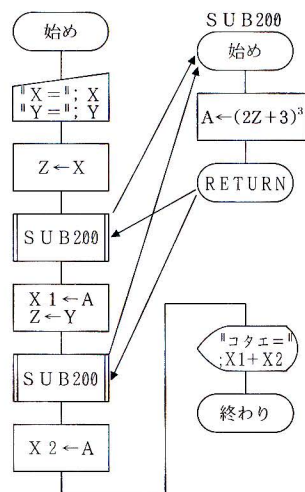 始め
"X="; X
"Y="; Y
Z←X
SUB200
X1←A
Z←Y
SUB200
X2←A
SUB200
始め
A←(2Z+3)³
RETURN
"コタエ="
;X1+X2
終わり